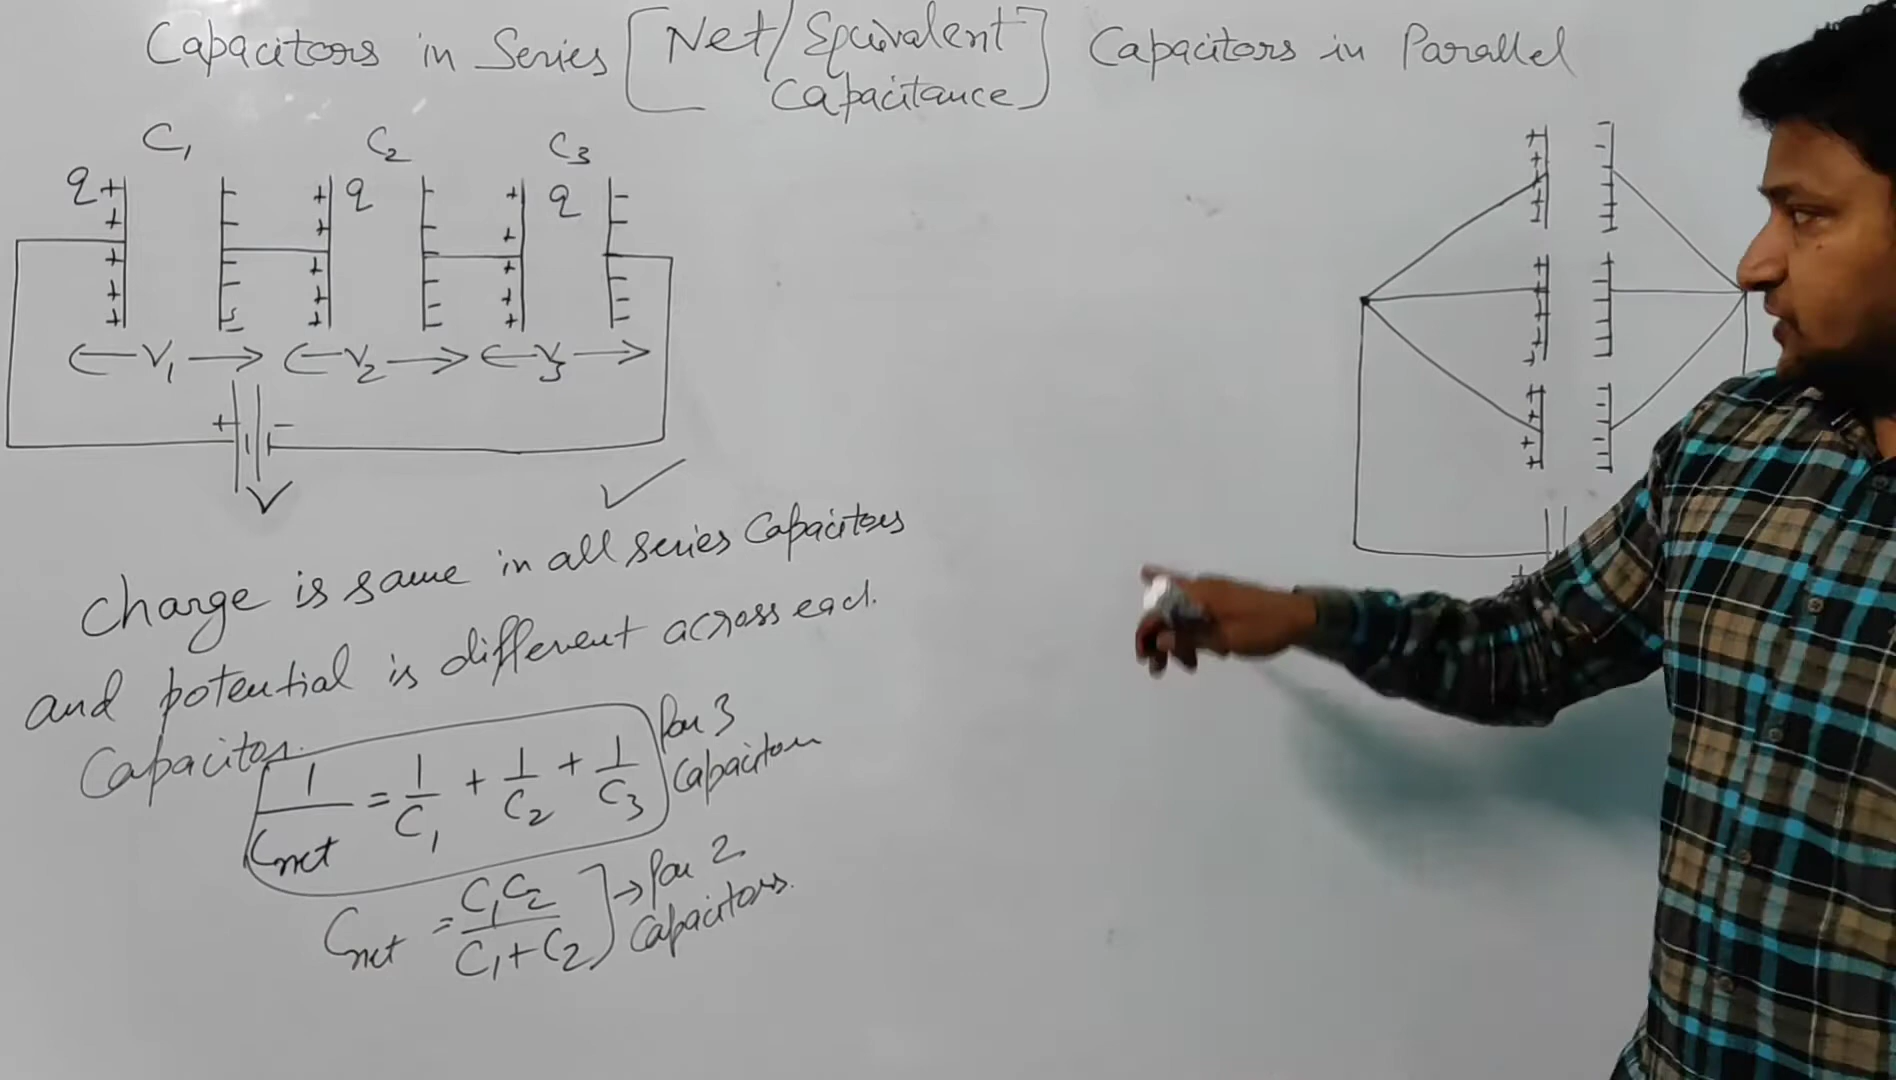 Capacitors in Series [Net/Equivalent Capacitance] Capacitors in Parallel
C₁ C₂ C₃
q q q
V₁ V₂ V₃
+ −
V
✓
Charge is same in all series Capacitors
and potential is different across each
Capacitor.
1/Cnet = 1/C₁ + 1/C₂ + 1/C₃ For 3 Capacitors
Cnet = C₁C₂/C₁+C₂ ] → For 2 Capacitors.